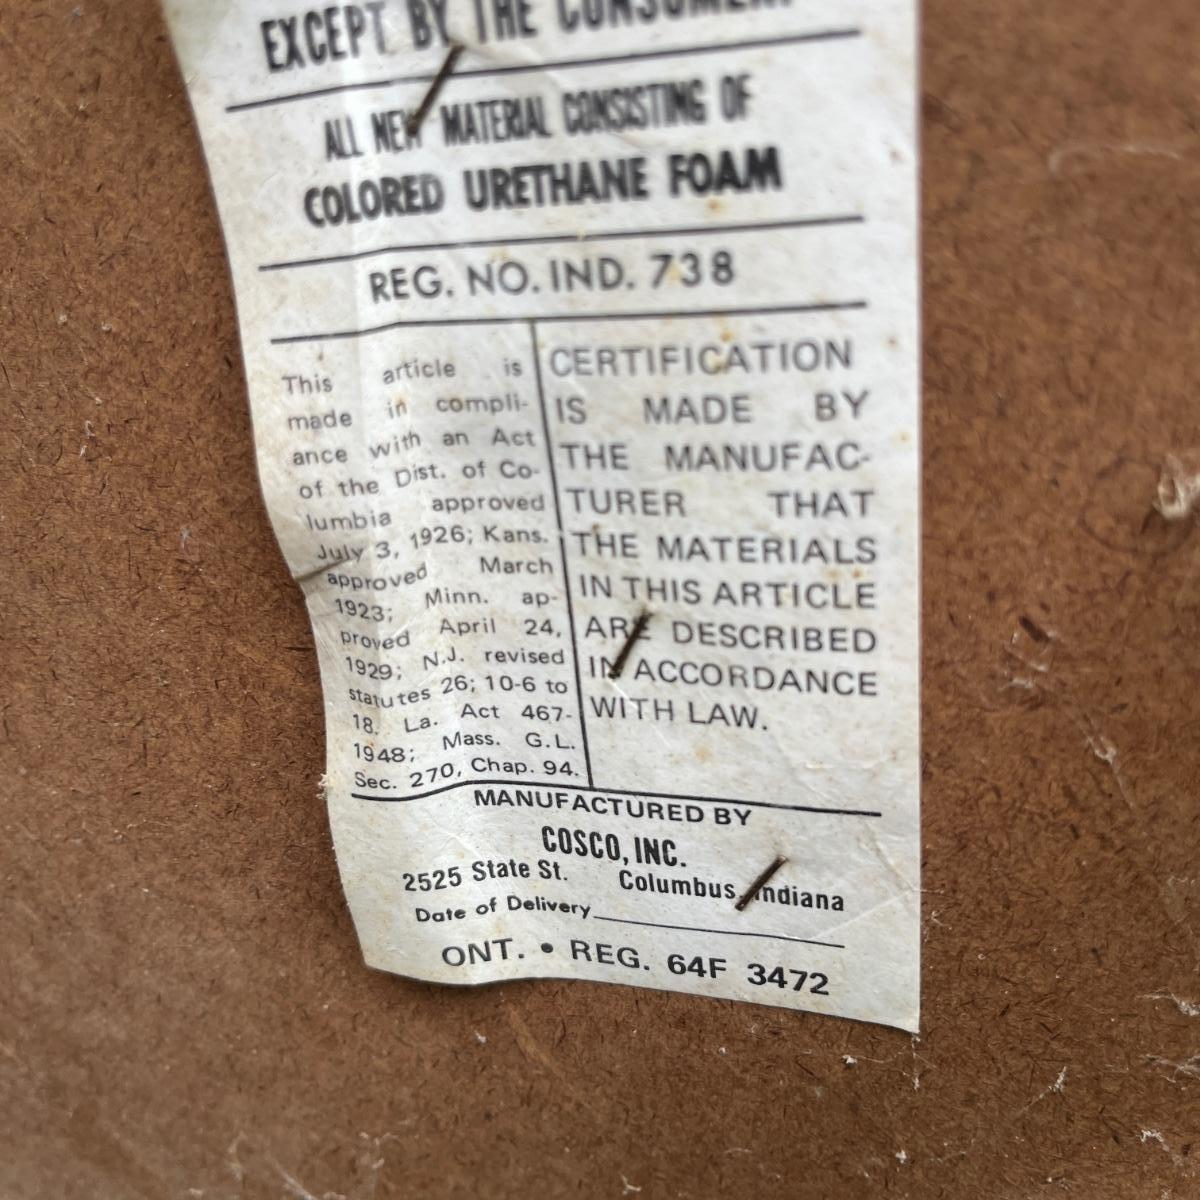 EXCEPT BY THE CONSUMER
ALL NEW MATERIAL CONSISTING OF
COLORED URETHANE FOAM
REG. NO. IND. 738
This article is
made in compli-
ance with an Act
of the Dist. of Co-
lumbia approved
July 3, 1926; Kans.
approved March
1923; Minn. ap-
proved April 24,
1929; N.J. revised
statutes 26; 10-6 to
18. La. Act 467-
1948; Mass. G.L.
Sec. 270, Chap. 94.
CERTIFICATION
IS MADE BY
THE MANUFAC-
TURER THAT
THE MATERIALS
IN THIS ARTICLE
ARE DESCRIBED
IN ACCORDANCE
WITH LAW.
MANUFACTURED BY
COSCO, INC.
2525 State St. Columbus, Indiana
Date of Delivery
ONT. • REG. 64F 3472